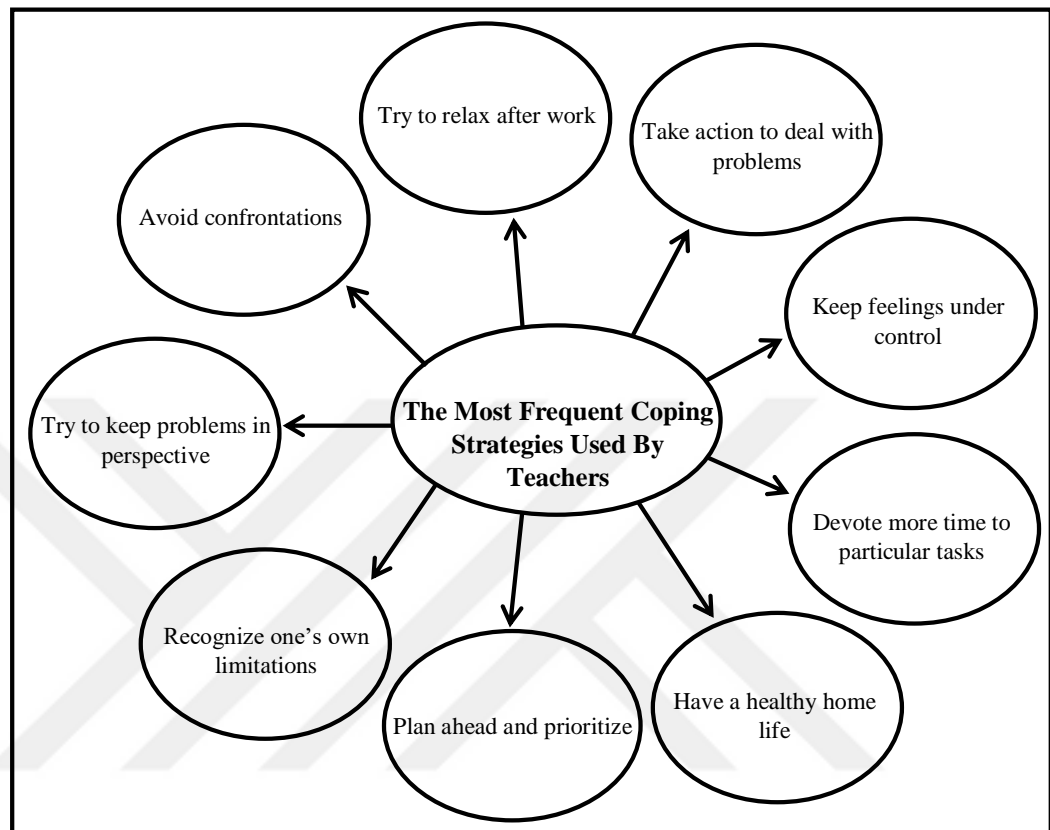 Try to relax after work
Take action to deal with
problems
Avoid confrontations
Keep feelings under
control
The Most Frequent Coping
Strategies Used By
Teachers
Try to keep problems in
perspective
Devote more time to
particular tasks
Recognize one’s own
limitations
Plan ahead and prioritize
Have a healthy home
life